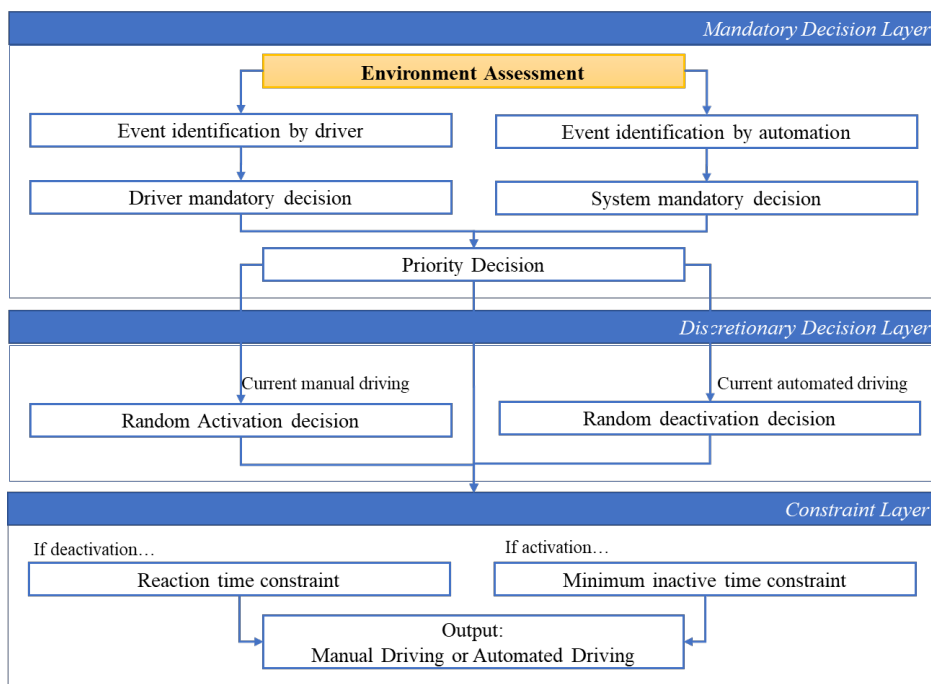 Mandatory Decision Layer
Environment Assessment
Event identification by driver
Event identification by automation
Driver mandatory decision
System mandatory decision
Priority Decision
Discretionary Decision Layer
Current manual driving
Current automated driving
Random Activation decision
Random deactivation decision
Constraint Layer
If deactivation…
If activation…
Reaction time constraint
Minimum inactive time constraint
Output:
Manual Driving or Automated Driving